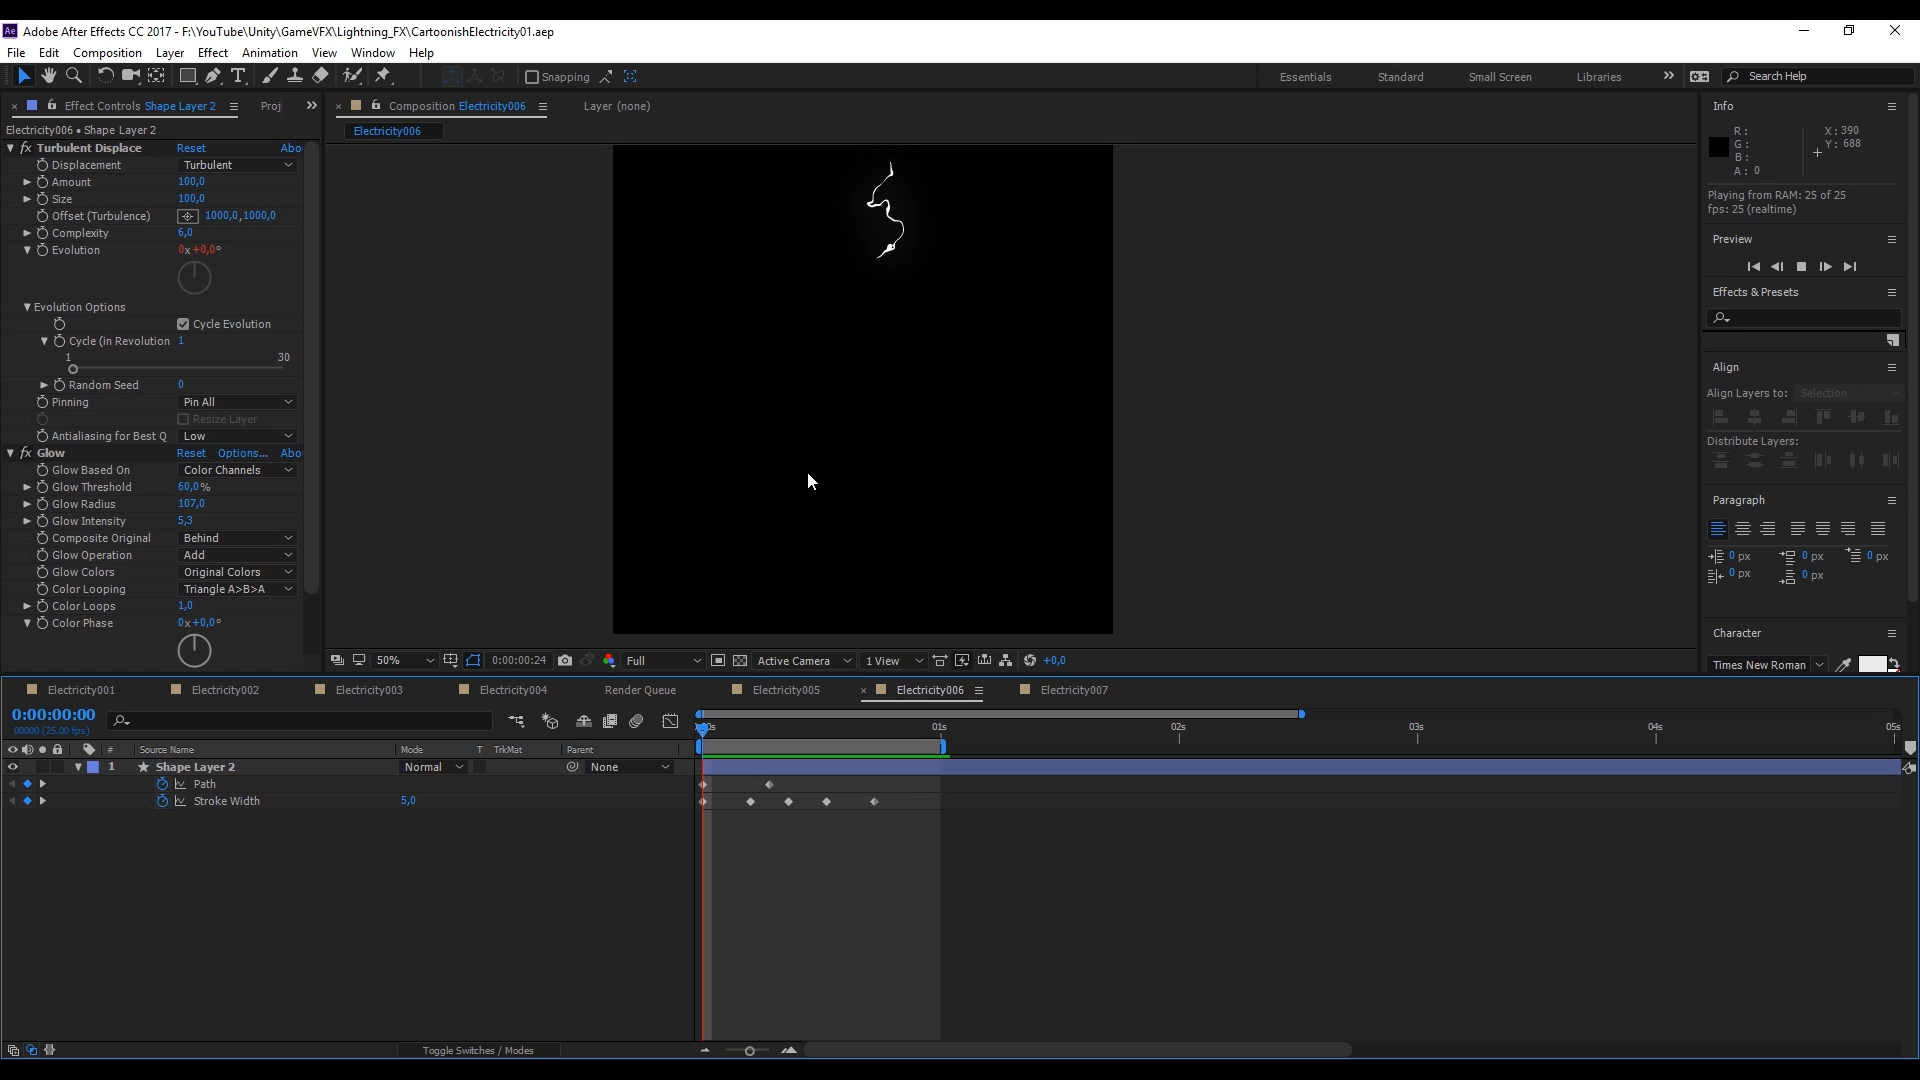 Ae Adobe After Effects CC 2017 - F:\YouTube\Unity\GameVFX\Lightning_FX\CartoonishElectricity01.aep
File Edit Composition Layer Effect Animation View Window Help
Snapping Essentials Standard Small Screen Libraries Search Help
Effect Controls Shape Layer 2 Proj Composition Electricity006 Layer (none) Info
Electricity006 • Shape Layer 2 Electricity006
R: X: 390
G: Y: 688
B:
A: 0
Playing from RAM: 25 of 25
fps: 25 (realtime)
Turbulent Displace Reset Abo
Displacement Turbulent
Amount 100,0
Size 100,0
Offset (Turbulence) 1000,0,1000,0
Complexity 6,0
Evolution 0x+0,0°
Evolution Options
Cycle Evolution
Cycle (in Revolution 1
1 30
Random Seed 0
Pinning Pin All
Resize Layer
Antialiasing for Best Q Low
Glow Reset Options... Abo
Glow Based On Color Channels
Glow Threshold 60,0%
Glow Radius 107,0
Glow Intensity 5,3
Composite Original Behind
Glow Operation Add
Glow Colors Original Colors
Color Looping Triangle A>B>A
Color Loops 1,0
Color Phase 0x+0,0°
Preview
Effects & Presets
Align
Align Layers to: Selection
Distribute Layers:
Paragraph
0 px 0 px 0 px
0 px 0 px
Character
Times New Roman
50% 0:00:00:24 Full Active Camera 1 View +0,0
Electricity001 Electricity002 Electricity003 Electricity004 Render Queue Electricity005 Electricity006 Electricity007
0:00:00:00
00000 (25.00 fps)
01s 02s 03s 04s 05s
# Source Name Mode T TrkMat Parent
1 Shape Layer 2 Normal None
Path
Stroke Width 5,0
Toggle Switches / Modes